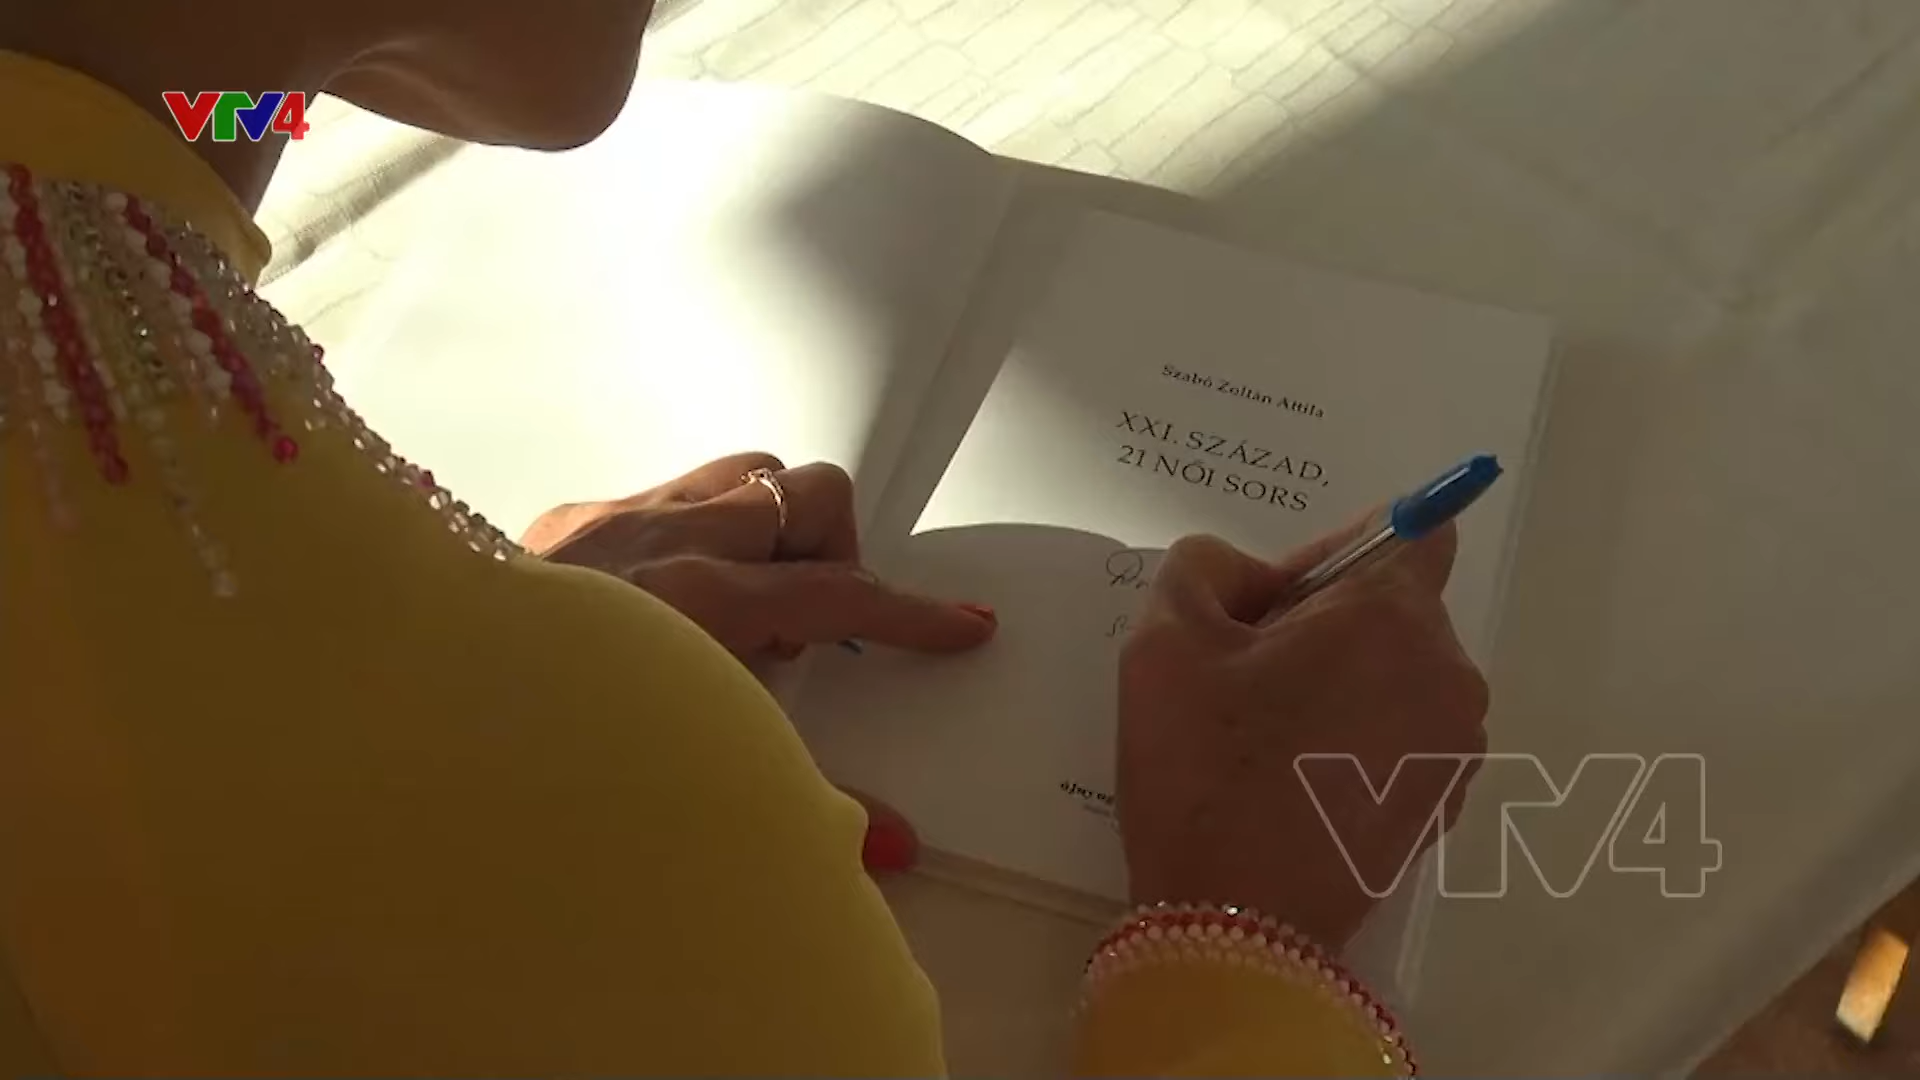 VTV4
Szabó Zoltán Attila
XXI. SZÁZAD,
21 NŐI SORS
VTV4